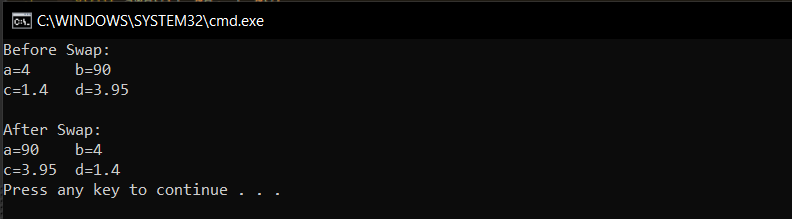 C:\WINDOWS\SYSTEM32\cmd.exe
Before Swap:
a=4     b=90
c=1.4   d=3.95
After Swap:
a=90    b=4
c=3.95  d=1.4
Press any key to continue . . .